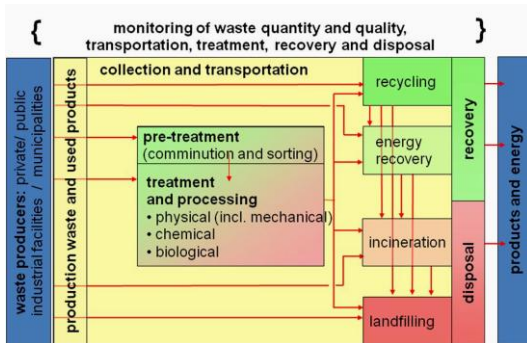 monitoring of waste quantity and quality,
transportation, treatment, recovery and disposal
waste producers: private/ public
industrial facilities / municipalities
production waste and used products
collection and transportation
pre-treatment
(comminution and sorting)
treatment
and processing
• physical (incl. mechanical)
• chemical
• biological
recycling
energy
recovery
incineration
landfilling
recovery
disposal
products and energy